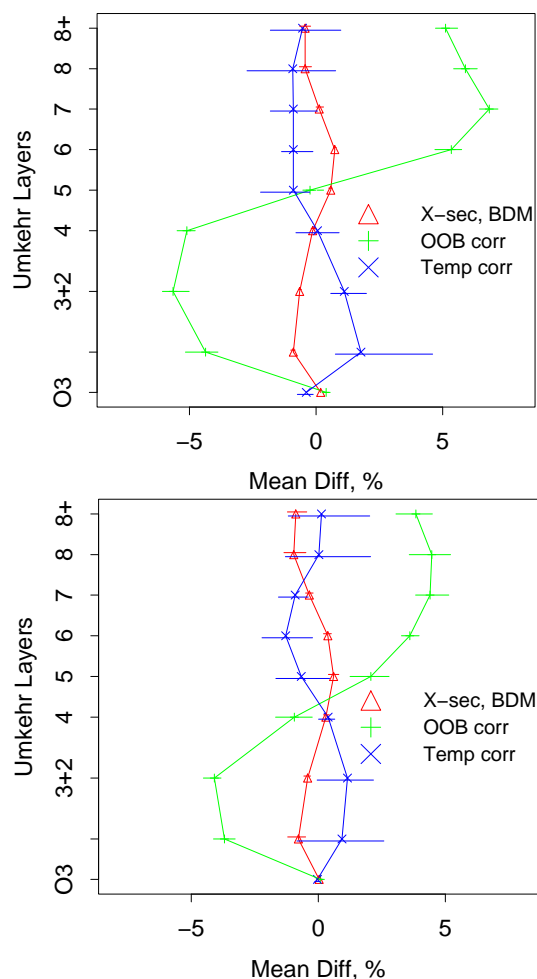 8+
8
7
6
5
4
3+2
O3
Umkehr Layers
X-sec, BDM
OOB corr
Temp corr
−5
0
5
Mean Diff, %
8+
8
7
6
5
4
3+2
O3
Umkehr Layers
X-sec, BDM
OOB corr
Temp corr
−5
0
5
Mean Diff, %